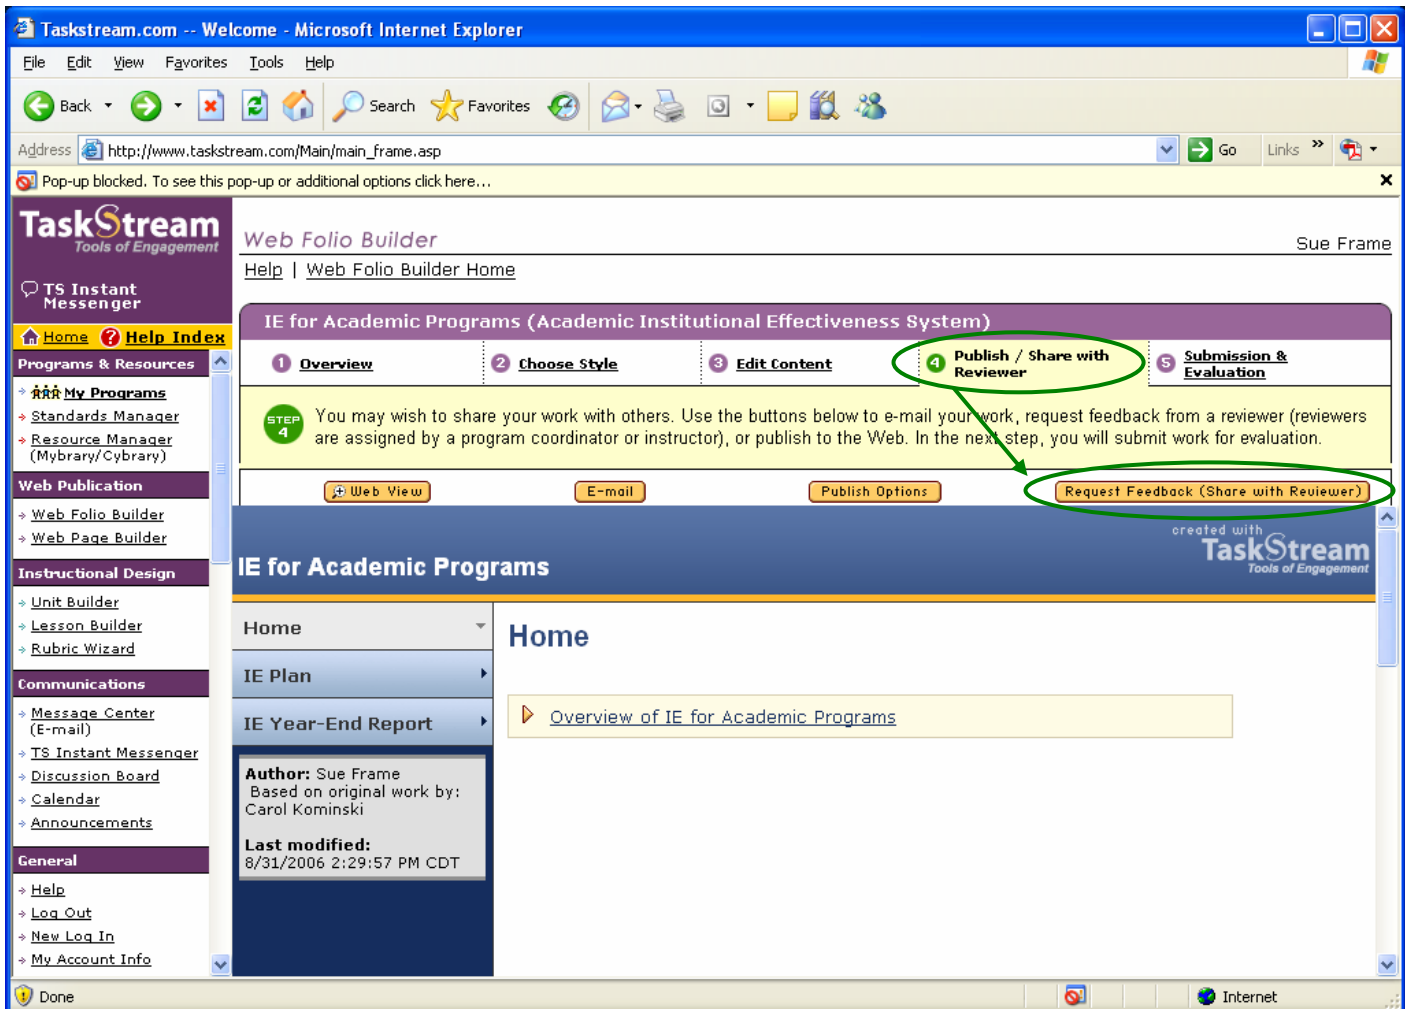 Taskstream.com -- Welcome - Microsoft Internet Explorer
File Edit View Favorites Tools Help
Back Search Favorites
Address http://www.taskstream.com/Main/main_frame.asp Go Links »
Pop-up blocked. To see this pop-up or additional options click here...
TaskStream
Tools of Engagement
TS Instant
Messenger
Home Help Index
Programs & Resources
My Programs
Standards Manager
Resource Manager
(Mybrary/Cybrary)
Web Publication
Web Folio Builder
Web Page Builder
Instructional Design
Unit Builder
Lesson Builder
Rubric Wizard
Communications
Message Center
(E-mail)
TS Instant Messenger
Discussion Board
Calendar
Announcements
General
Help
Log Out
New Log In
My Account Info
Web Folio Builder
Sue Frame
Help | Web Folio Builder Home
IE for Academic Programs (Academic Institutional Effectiveness System)
1 Overview
2 Choose Style
3 Edit Content
4 Publish / Share with
Reviewer
5 Submission &
Evaluation
STEP
4
You may wish to share your work with others. Use the buttons below to e-mail your work, request feedback from a reviewer (reviewers
are assigned by a program coordinator or instructor), or publish to the Web. In the next step, you will submit work for evaluation.
Web View
E-mail
Publish Options
Request Feedback (Share with Reviewer)
created with
TaskStream
Tools of Engagement
IE for Academic Programs
Home
IE Plan
IE Year-End Report
Author: Sue Frame
Based on original work by:
Carol Kominski
Last modified:
8/31/2006 2:29:57 PM CDT
Home
Overview of IE for Academic Programs
Done
Internet